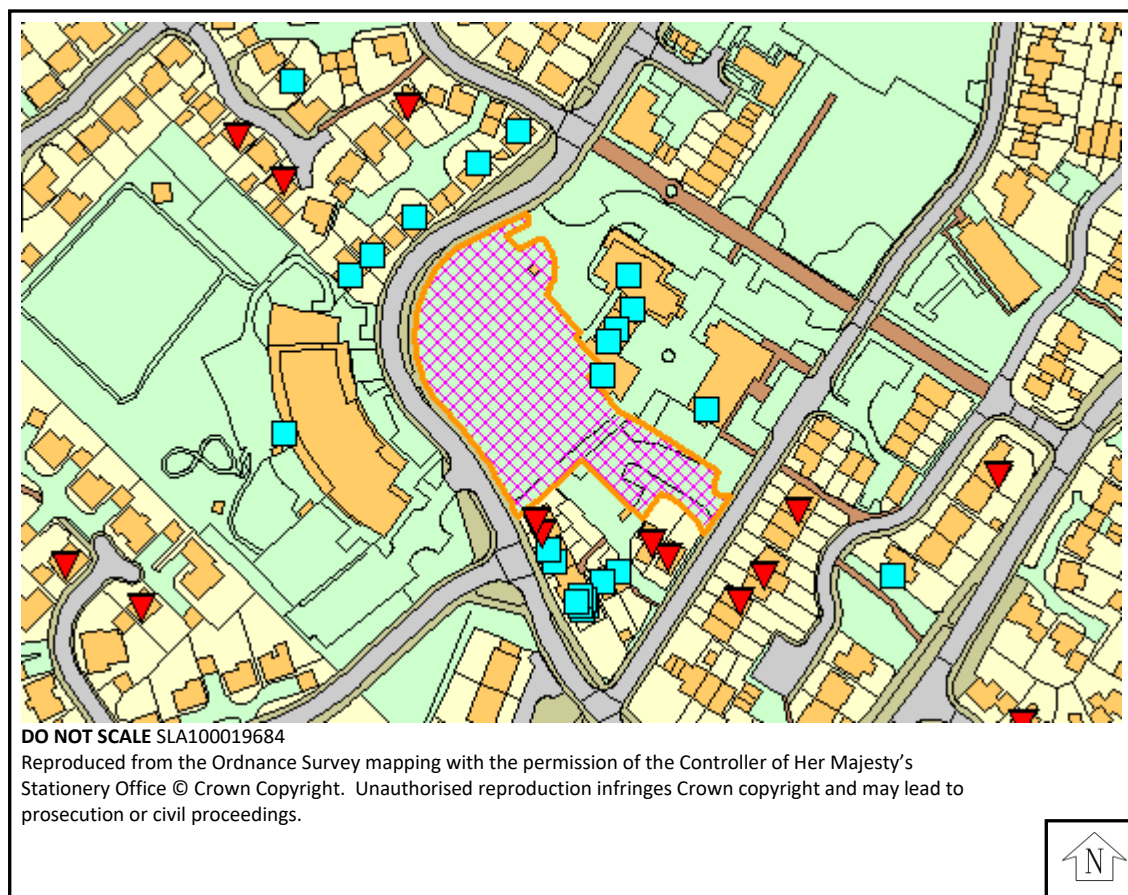 DO NOT SCALE SLA100019684
Reproduced from the Ordnance Survey mapping with the permission of the Controller of Her Majesty’s
Stationery Office © Crown Copyright.  Unauthorised reproduction infringes Crown copyright and may lead to
prosecution or civil proceedings.
N